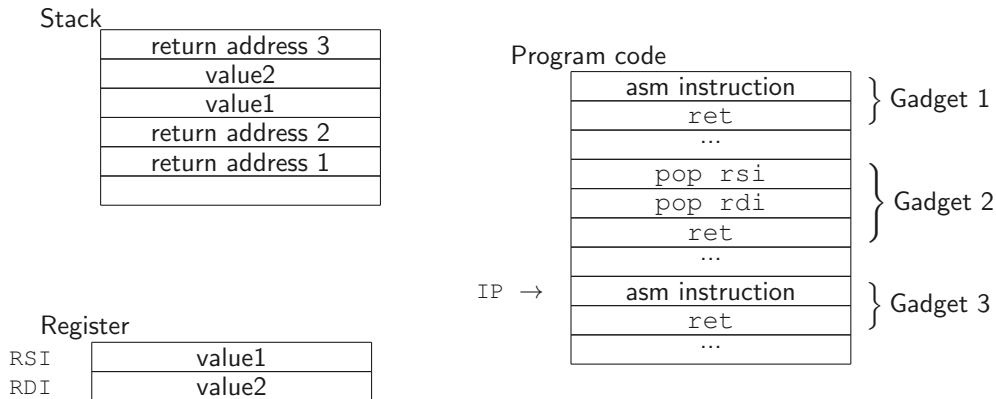 Stack
return address 3
value2
value1
return address 2
return address 1
Register
RSI value1
RDI value2
Program code
asm instruction
ret
...
pop rsi
pop rdi
ret
...
IP → asm instruction
ret
...
Gadget 1
Gadget 2
Gadget 3